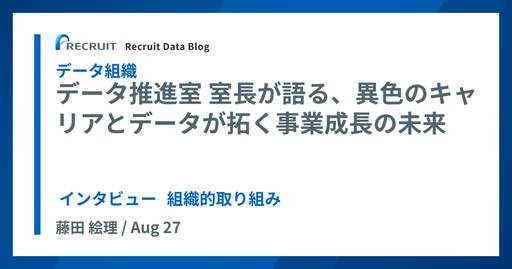 RECRUIT Recruit Data Blog
データ組織
データ推進室 室長が語る、異色のキャ
リアとデータが拓く事業成長の未来
インタビュー 組織的取り組み
藤田 絵理 / Aug 27